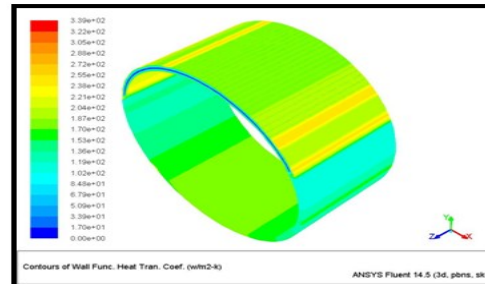 3.39e+02
3.22e+02
3.05e+02
2.88e+02
2.72e+02
2.55e+02
2.38e+02
2.21e+02
2.04e+02
1.87e+02
1.70e+02
1.53e+02
1.36e+02
1.19e+02
1.02e+02
8.48e+01
6.79e+01
5.09e+01
3.39e+01
1.70e+01
0.00e+00
Y
Z X
Contours of Wall Func. Heat Tran. Coef. (w/m2-k)
ANSYS Fluent 14.5 (3d, pbns, sk